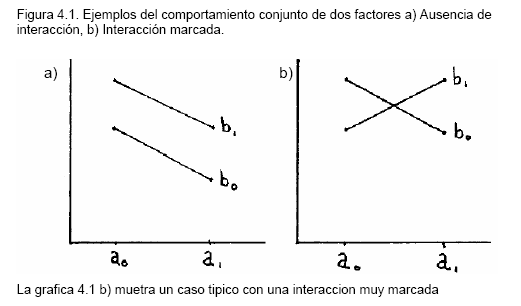 Figura 4.1. Ejemplos del comportamiento conjunto de dos factores a) Ausencia de
interacción, b) Interacción marcada.
a)
b₁
b₀
a₀ a₁
b)
b₁
b₀
a₀ a₁
La grafica 4.1 b) muetra un caso tipico con una interaccion muy marcada